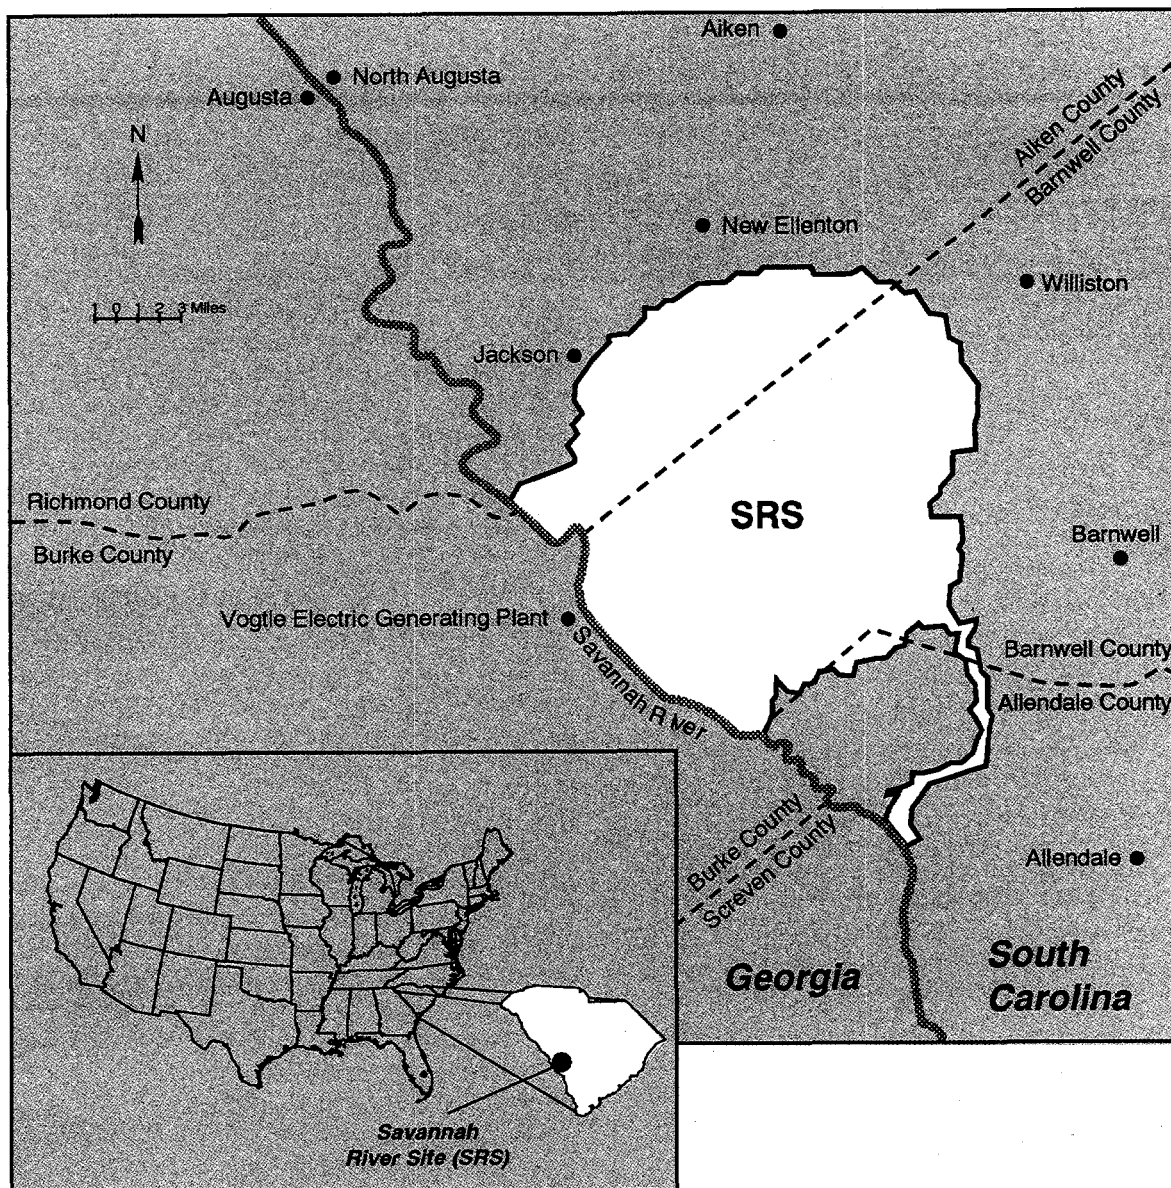 Aiken
North Augusta
Augusta
N
Aiken County
Barnwell County
New Ellenton
Williston
1 0 1 2 3 Miles
Jackson
Richmond County
SRS
Burke County
Barnwell
Vogtle Electric Generating Plant
Savannah River
Barnwell County
Allendale County
Burke County
Screven County
Allendale
Georgia
South
Carolina
Savannah
River Site (SRS)